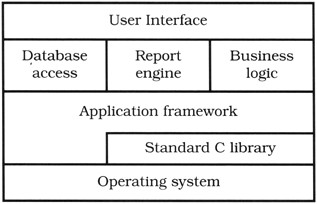 User Interface
Database Report Business
access engine logic
Application framework
Standard C library
Operating system